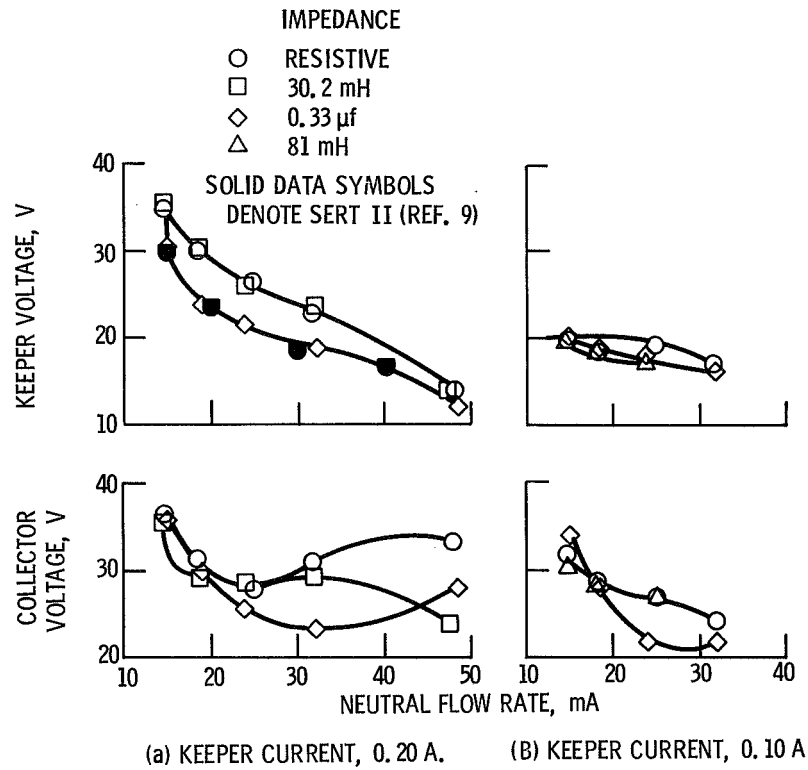 IMPEDANCE
RESISTIVE
30.2 mH
0.33 µf
81 mH
SOLID DATA SYMBOLS
DENOTE SERT II (REF. 9)
KEEPER VOLTAGE, V
40
30
20
10
COLLECTOR
VOLTAGE, V
40
30
20
10 20 30 40 50
10 20 30 40
NEUTRAL FLOW RATE, mA
(a) KEEPER CURRENT, 0.20 A.
(B) KEEPER CURRENT, 0.10 A